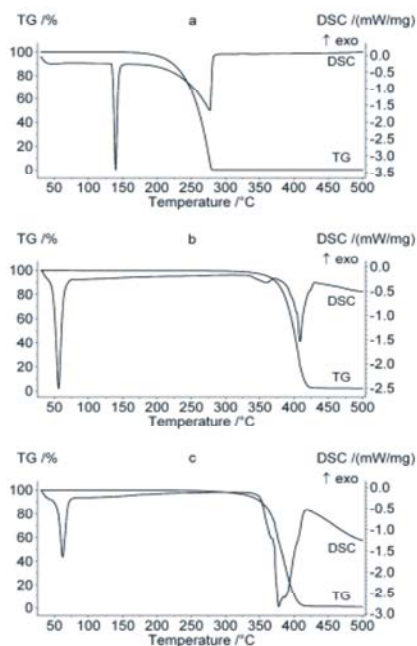 TG /% a DSC /(mW/mg)
↑ exo
100 0.0
DSC
80 -0.5
-1.0
60 -1.5
40 -2.0
-2.5
20 TG -3.0
0 -3.5
50 100 150 200 250 300 350 400 450 500
Temperature /°C
TG /% b DSC /(mW/mg)
↑ exo
100 0.0
80 -0.5
DSC
60 -1.0
40 -1.5
20 -2.0
TG
0 -2.5
50 100 150 200 250 300 350 400 450 500
Temperature /°C
TG /% c DSC /(mW/mg)
↑ exo
100 0.0
80 -0.5
-1.0
60 DSC
-1.5
40 -2.0
20 TG -2.5
0 -3.0
50 100 150 200 250 300 350 400 450 500
Temperature /°C